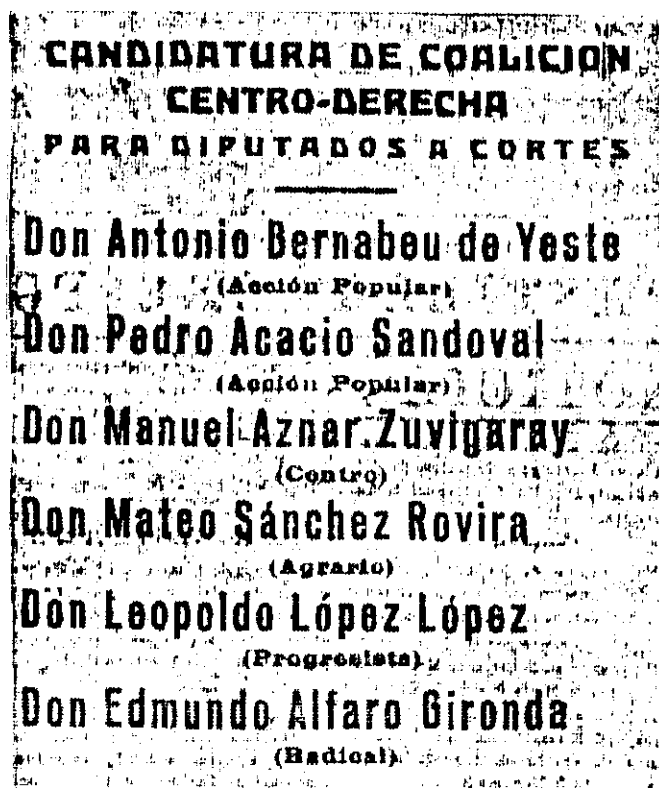 CANDIDATURA DE COALICION
CENTRO-DERECHA
PARA DIPUTADOS A CORTES
Don Antonio Bernabeu de Yeste
(Acción Popular)
Don Pedro Acacio Sandoval
(Acción Popular)
Don Manuel Aznar Zuvigaray
(Centro)
Don Mateo Sánchez Rovira
(Agrario)
Don Leopoldo López López
(Progresista)
Don Edmundo Alfaro Gironda
(Radical)